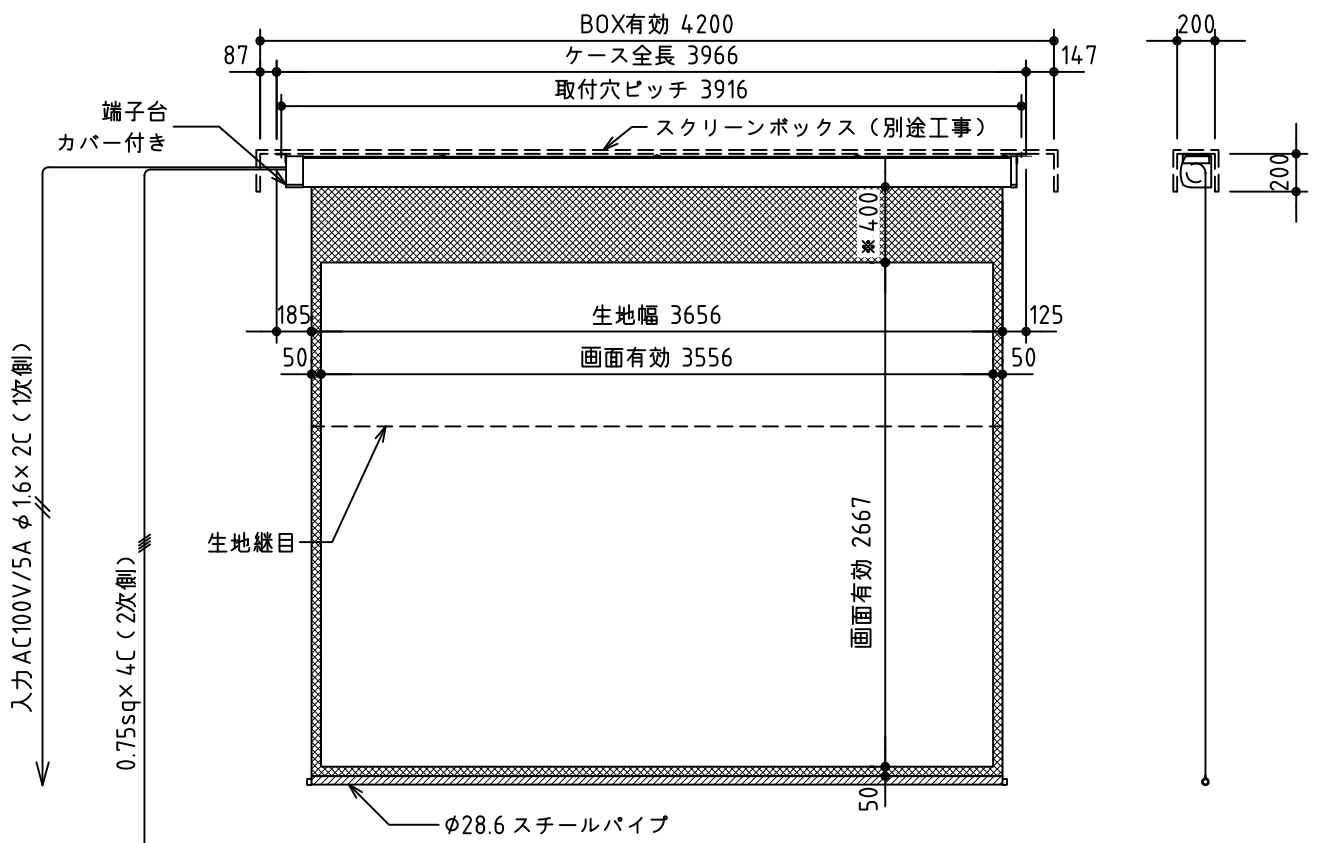 BOX有効 4200
200
87
ケース全長 3966
147
取付穴ピッチ 3916
端子台
カバー付き
スクリーンボックス（別途工事）
200
※ 400
185
生地幅 3656
125
50
画面有効 3556
50
入力AC100V/5A φ1.6×2C（1次側）
0.75sq×4C（2次側）
生地継目
画面有効 2667
50
φ28.6 スチールパイプ